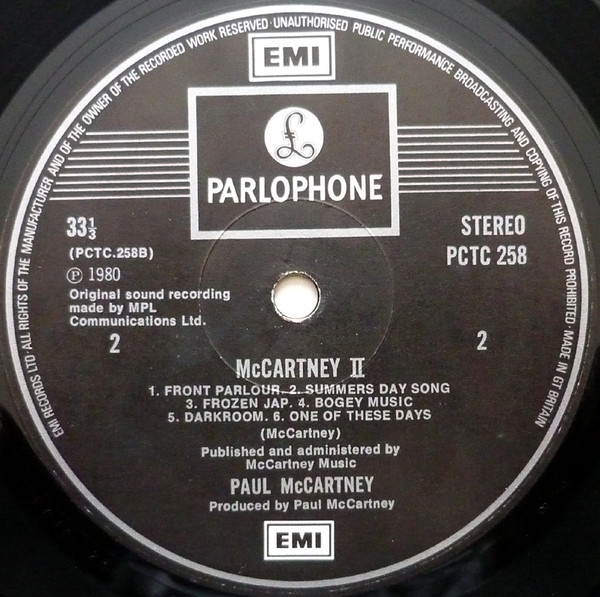 EMI RECORDS LTD · ALL RIGHTS OF THE MANUFACTURER AND OF THE OWNER OF THE RECORDED WORK RESERVED · UNAUTHORISED PUBLIC PERFORMANCE BROADCASTING AND COPYING OF THIS RECORD PROHIBITED · MADE IN GT BRITAIN
EMI
£
PARLOPHONE
33⅓
STEREO
(PCTC.258B)
PCTC 258
℗ 1980
Original sound recording
made by MPL
Communications Ltd.
2
2
McCARTNEY II
1. FRONT PARLOUR. 2. SUMMERS DAY SONG
3. FROZEN JAP. 4. BOGEY MUSIC
5. DARKROOM. 6. ONE OF THESE DAYS
(McCartney)
Published and administered by
McCartney Music
PAUL McCARTNEY
Produced by Paul McCartney
EMI